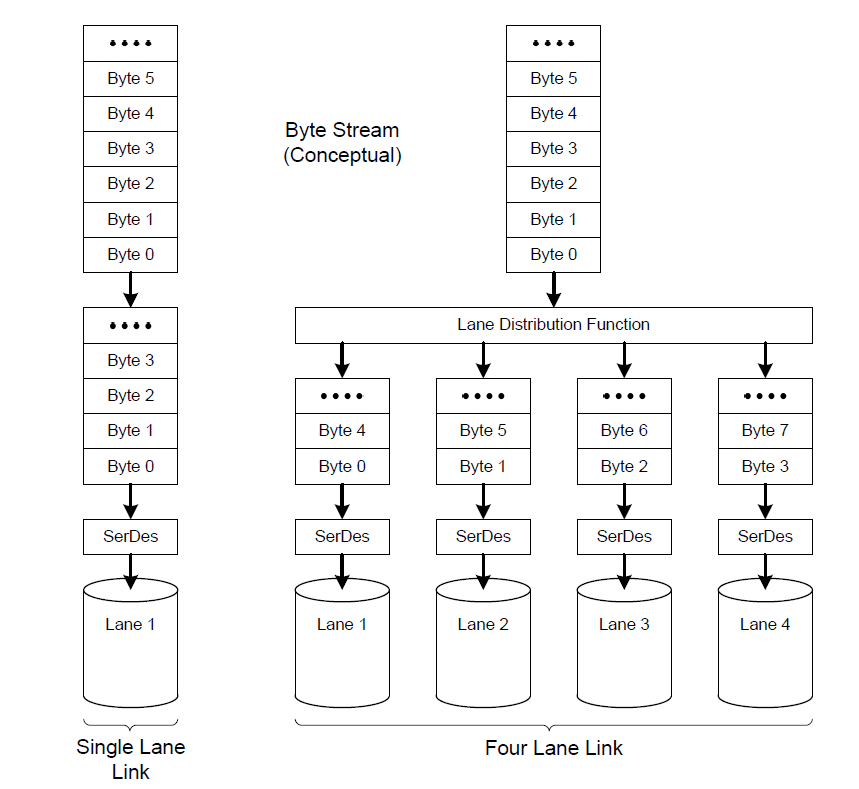 ••••
Byte 5
Byte 4
Byte 3
Byte 2
Byte 1
Byte 0
••••
Byte 3
Byte 2
Byte 1
Byte 0
SerDes
Lane 1
Single Lane
Link
Byte Stream
(Conceptual)
••••
Byte 5
Byte 4
Byte 3
Byte 2
Byte 1
Byte 0
Lane Distribution Function
••••
Byte 4
Byte 0
SerDes
Lane 1
••••
Byte 5
Byte 1
SerDes
Lane 2
••••
Byte 6
Byte 2
SerDes
Lane 3
••••
Byte 7
Byte 3
SerDes
Lane 4
Four Lane Link